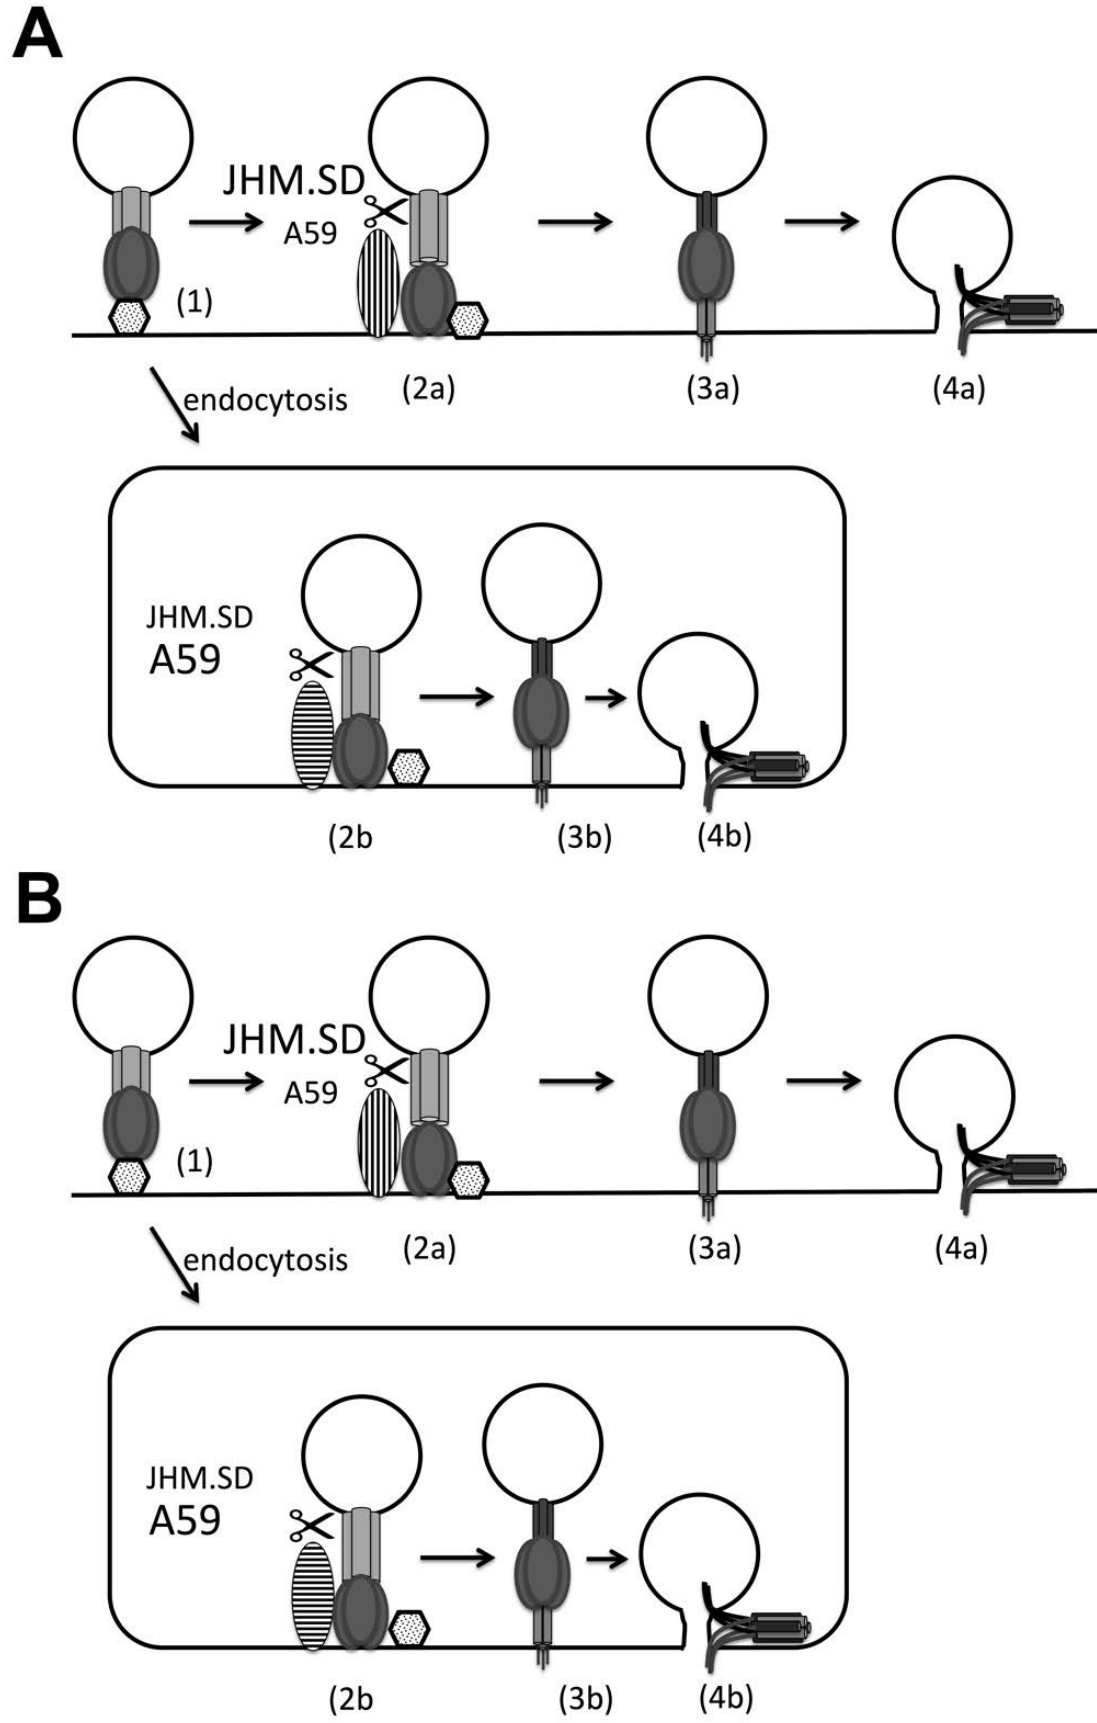 A
JHM.SD
A59
(1)
(2a)
(3a)
(4a)
endocytosis
JHM.SD
A59
(2b
(3b)
(4b)
B
JHM.SD
A59
(1)
(2a)
(3a)
(4a)
endocytosis
JHM.SD
A59
(2b
(3b)
(4b)